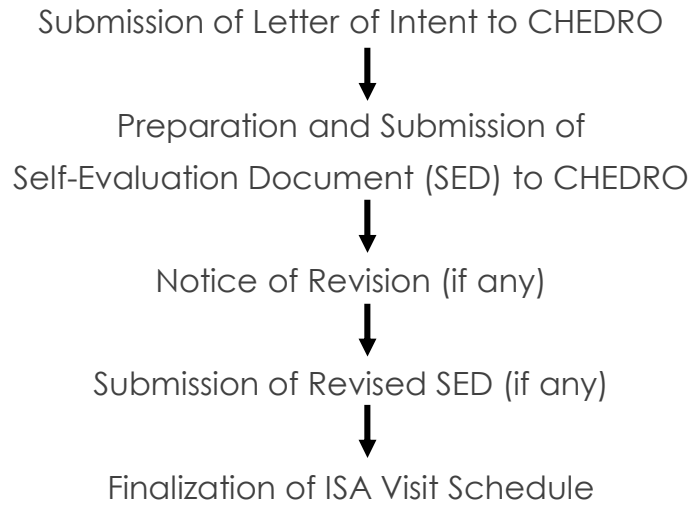 Submission of Letter of Intent to CHEDRO
Preparation and Submission of
Self-Evaluation Document (SED) to CHEDRO
Notice of Revision (if any)
Submission of Revised SED (if any)
Finalization of ISA Visit Schedule